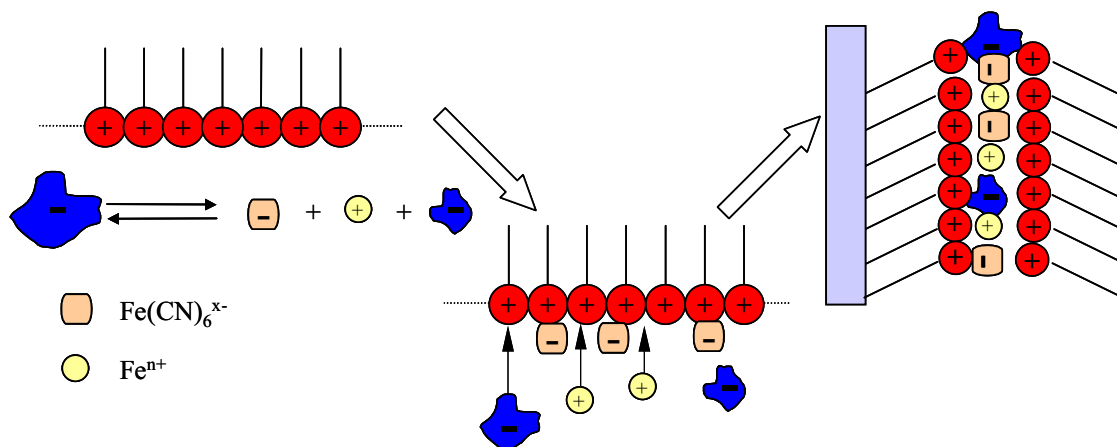 + + + + + + +
- - + + + -
Fe(CN)₆ˣ⁻
Feⁿ⁺
+ + + + + + +
- - -
+ + - -
+ - +
-
+ + +
+ - +
+ + +
+ - +
+ + +
+ - +